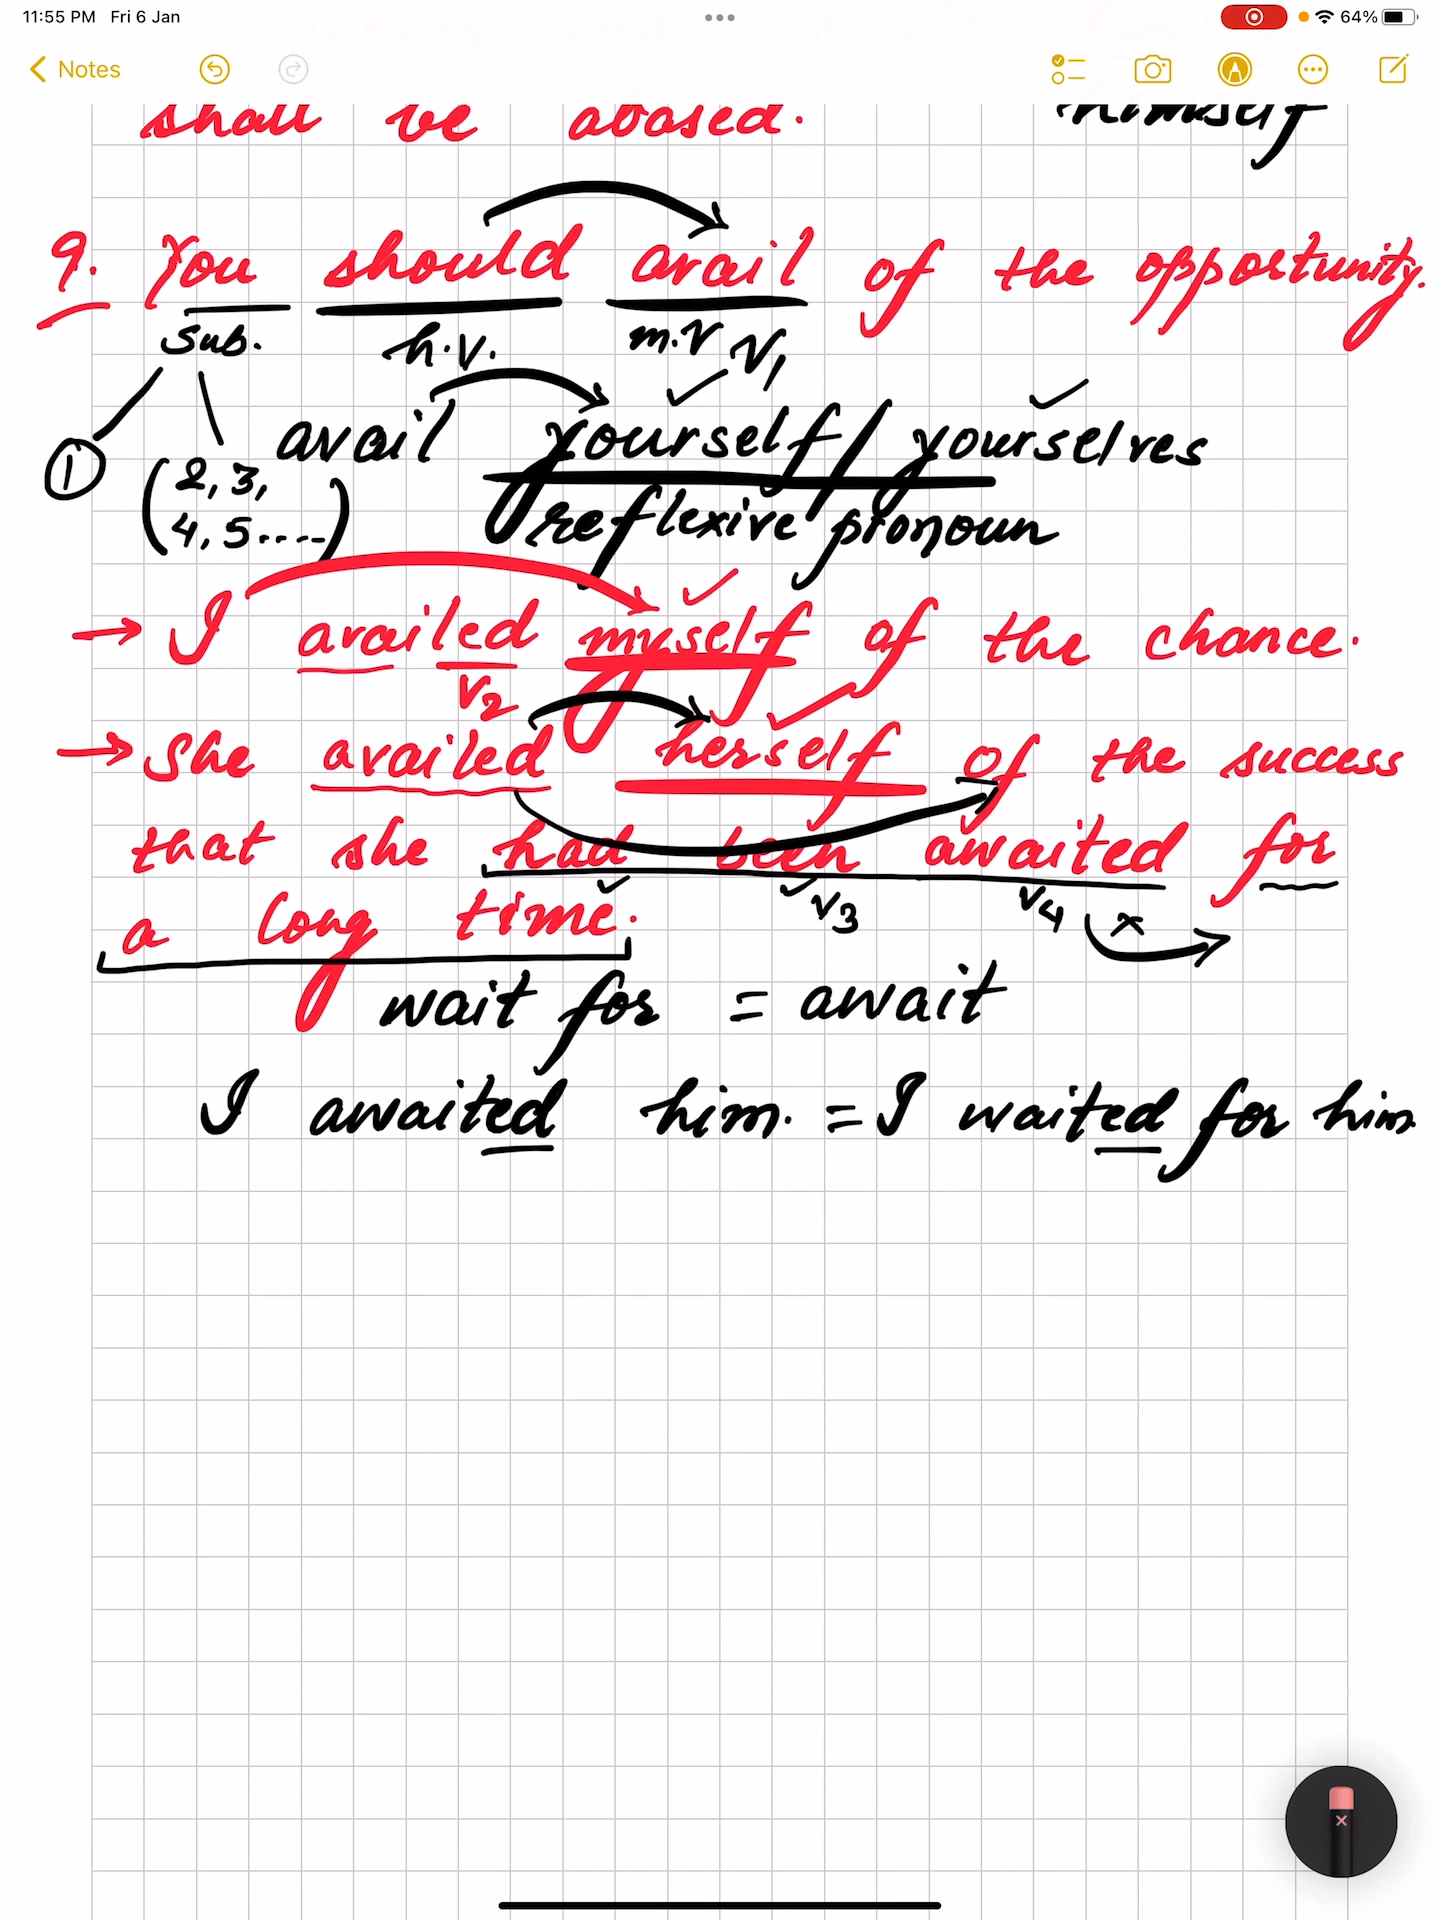 11:55 PM Fri 6 Jan 64%
Notes
shall be abased. himself
9. You should avail of the opportunity.
sub. h.v. m.v V1
1 avail yourself / yourselves
(2, 3,
4, 5....) reflexive pronoun
→ I availed myself of the chance.
V2
→ She availed herself of the success
that she had been awaited for
V3 V4 x
a long time.
wait for = await
I awaited him. = I waited for him.